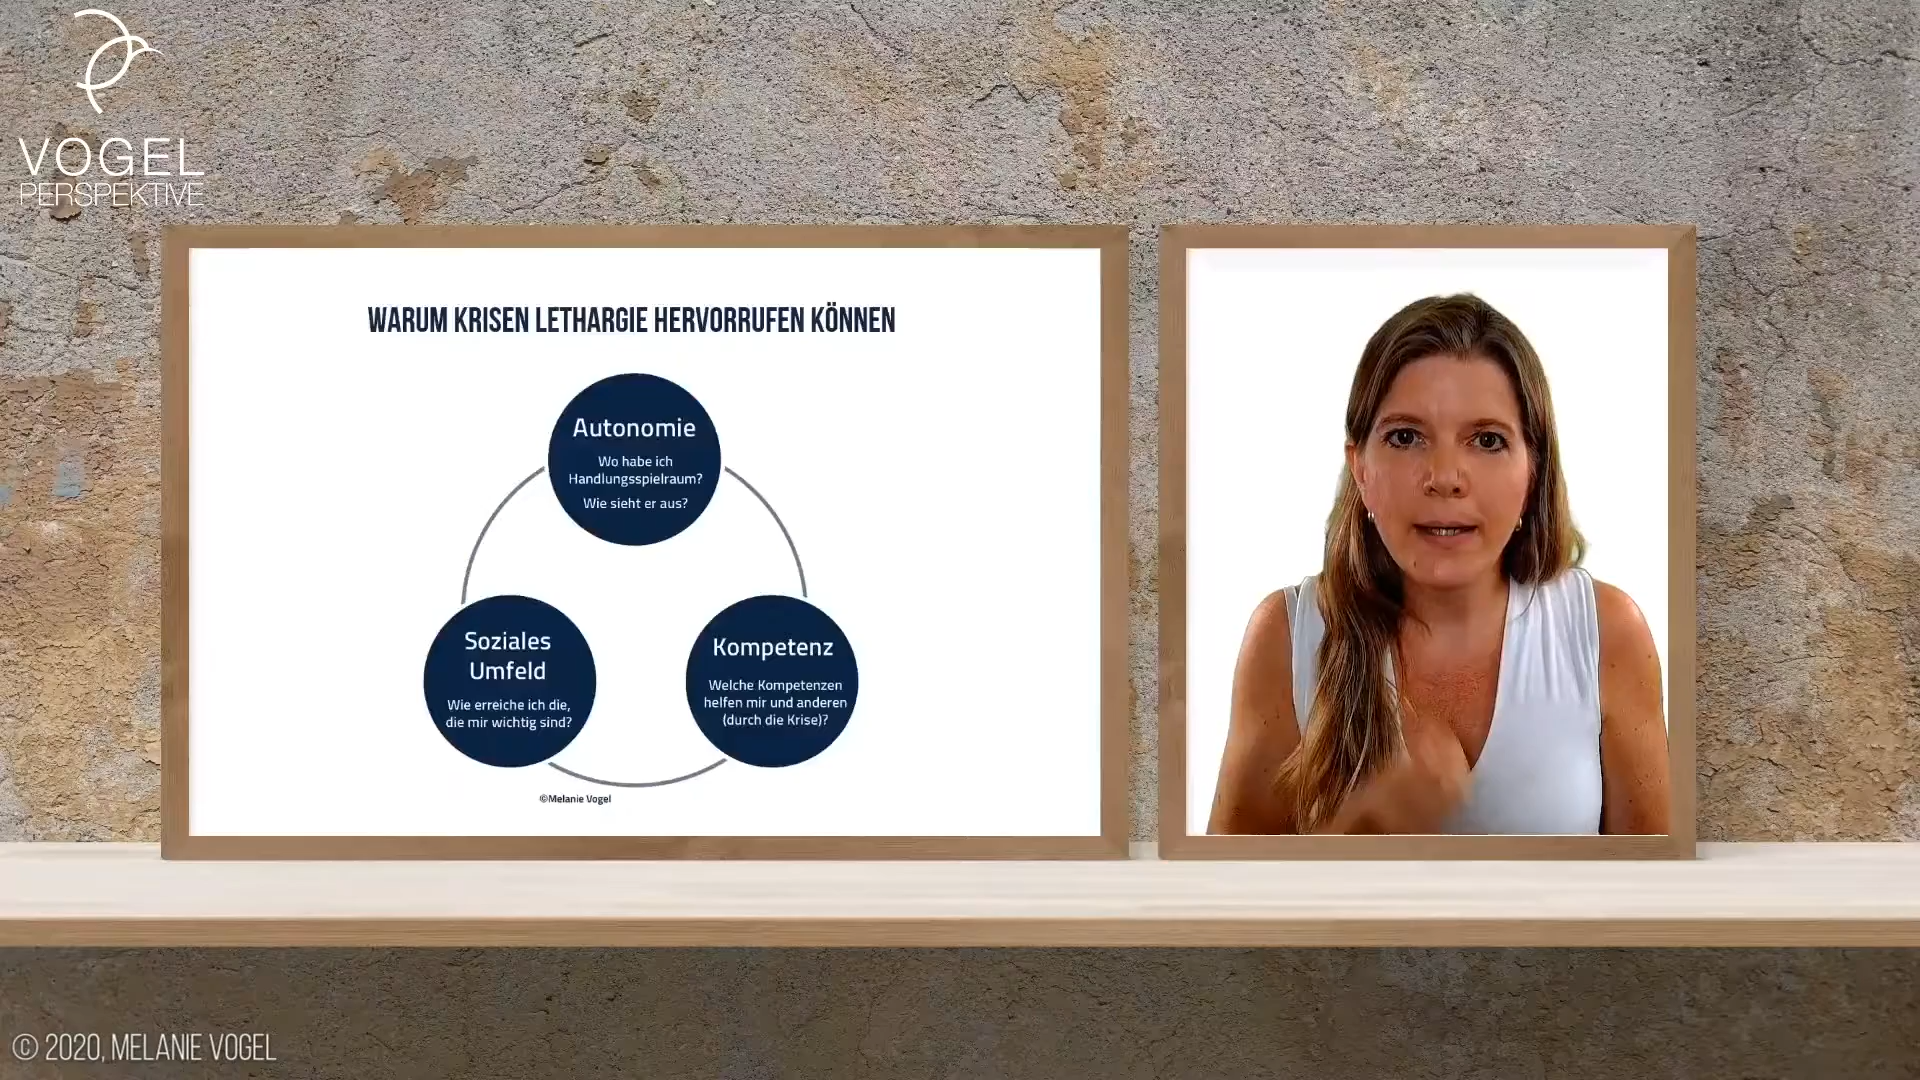 VOGEL
PERSPEKTIVE
WARUM KRISEN LETHARGIE HERVORRUFEN KÖNNEN
Autonomie
Wo habe ich
Handlungsspielraum?
Wie sieht er aus?
Soziales
Umfeld
Wie erreiche ich die,
die mir wichtig sind?
Kompetenz
Welche Kompetenzen
helfen mir und anderen
(durch die Krise)?
©Melanie Vogel
© 2020, MELANIE VOGEL